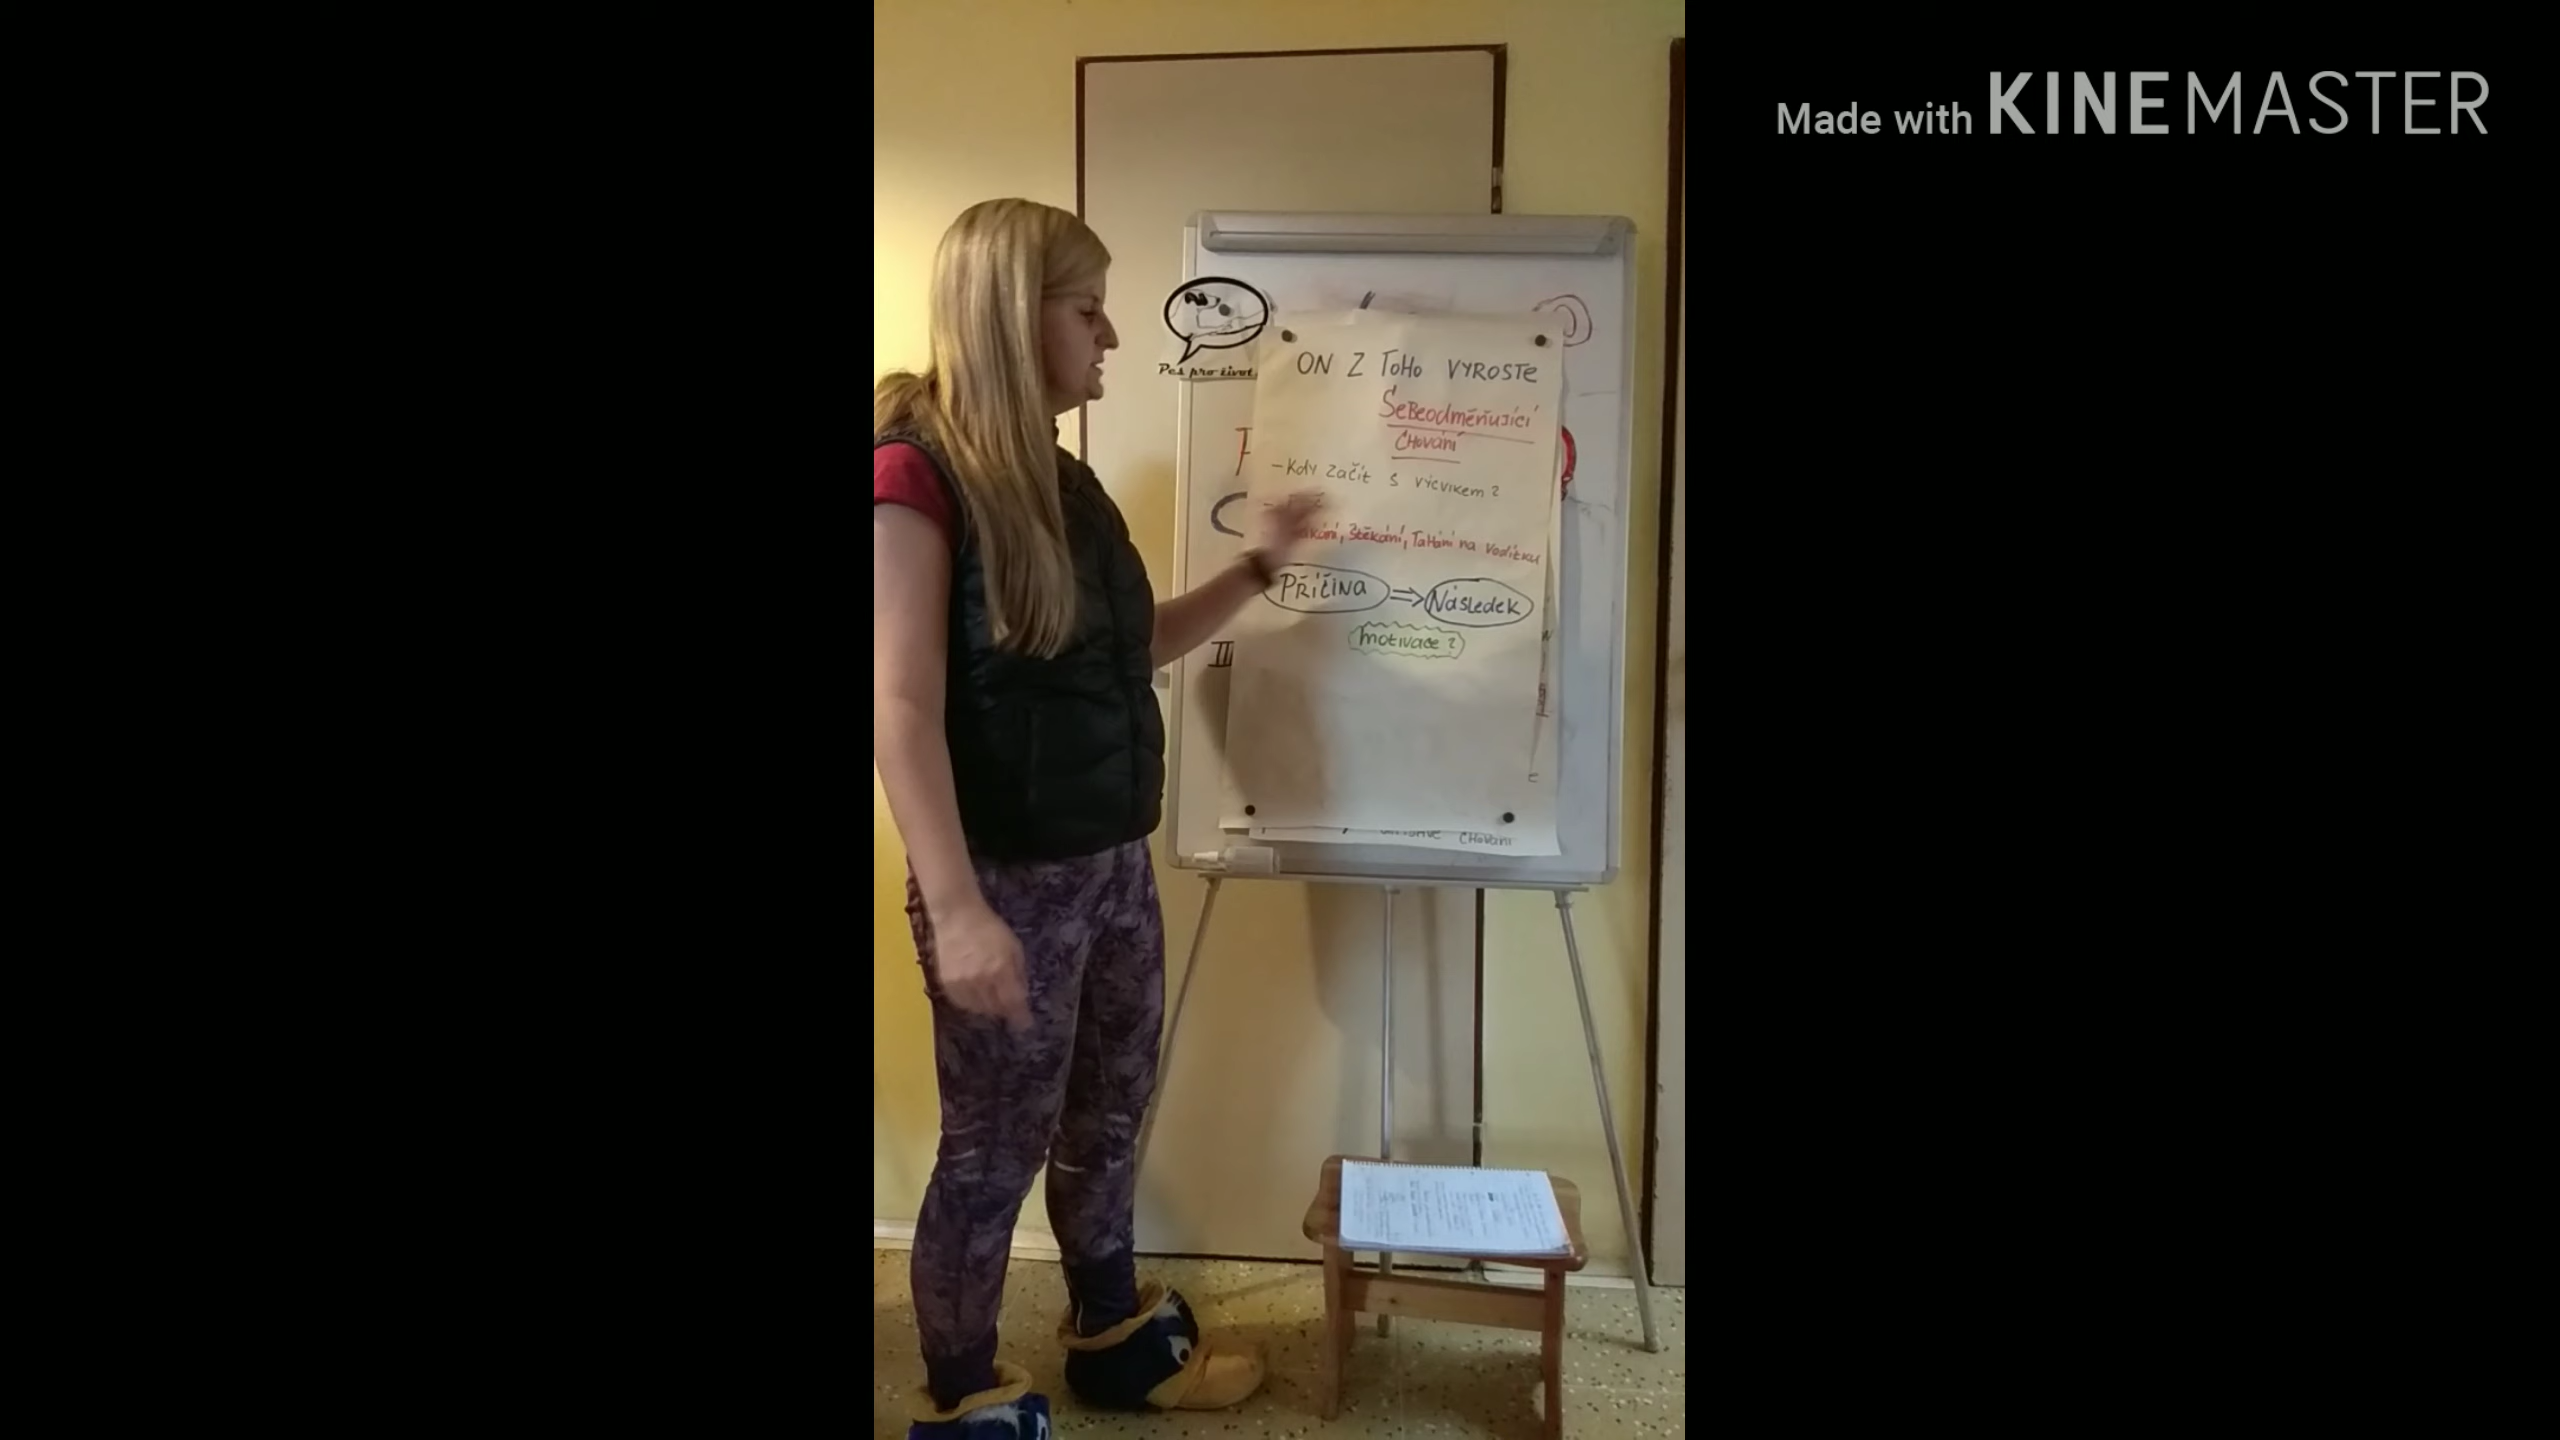 Made with KINEMASTER
Pes pro život
ON Z TOHO VYROSTE
SEBEODMĚŇUJÍCÍ
CHOVÁNÍ
- KDY ZAČÍT S VÝCVIKEM ?
ŠTĚKÁNÍ, TAHÁNÍ NA VODÍTKU
PŘÍČINA => NÁSLEDEK
MOTIVACE ?
III
CHOVÁNÍ